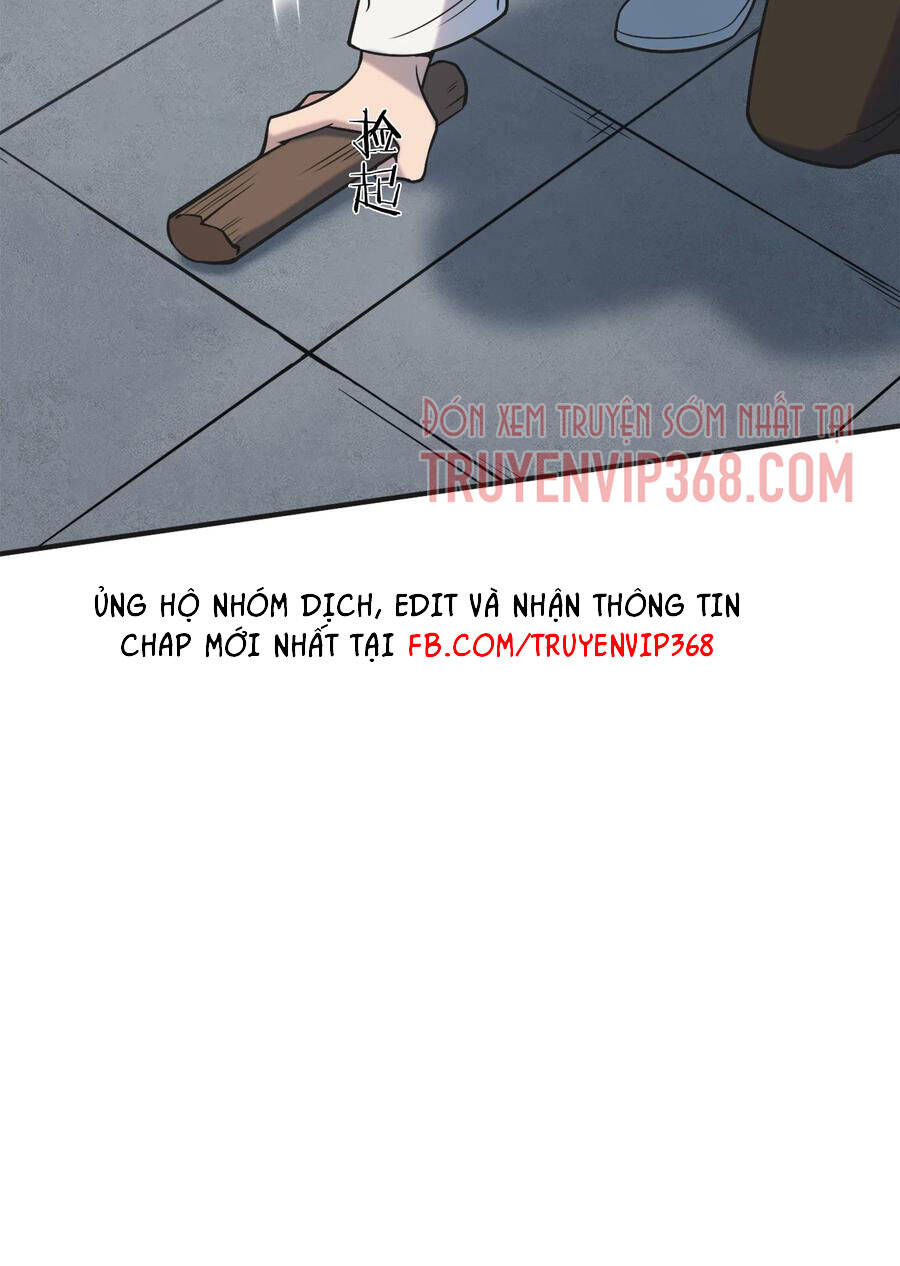 捡起
ĐÓN XEM TRUYỆN SỚM NHẤT TẠI
TRUYENVIP368.COM
ỦNG HỘ NHÓM DỊCH, EDIT VÀ NHẬN THÔNG TIN
CHAP MỚI NHẤT TẠI FB.COM/TRUYENVIP368